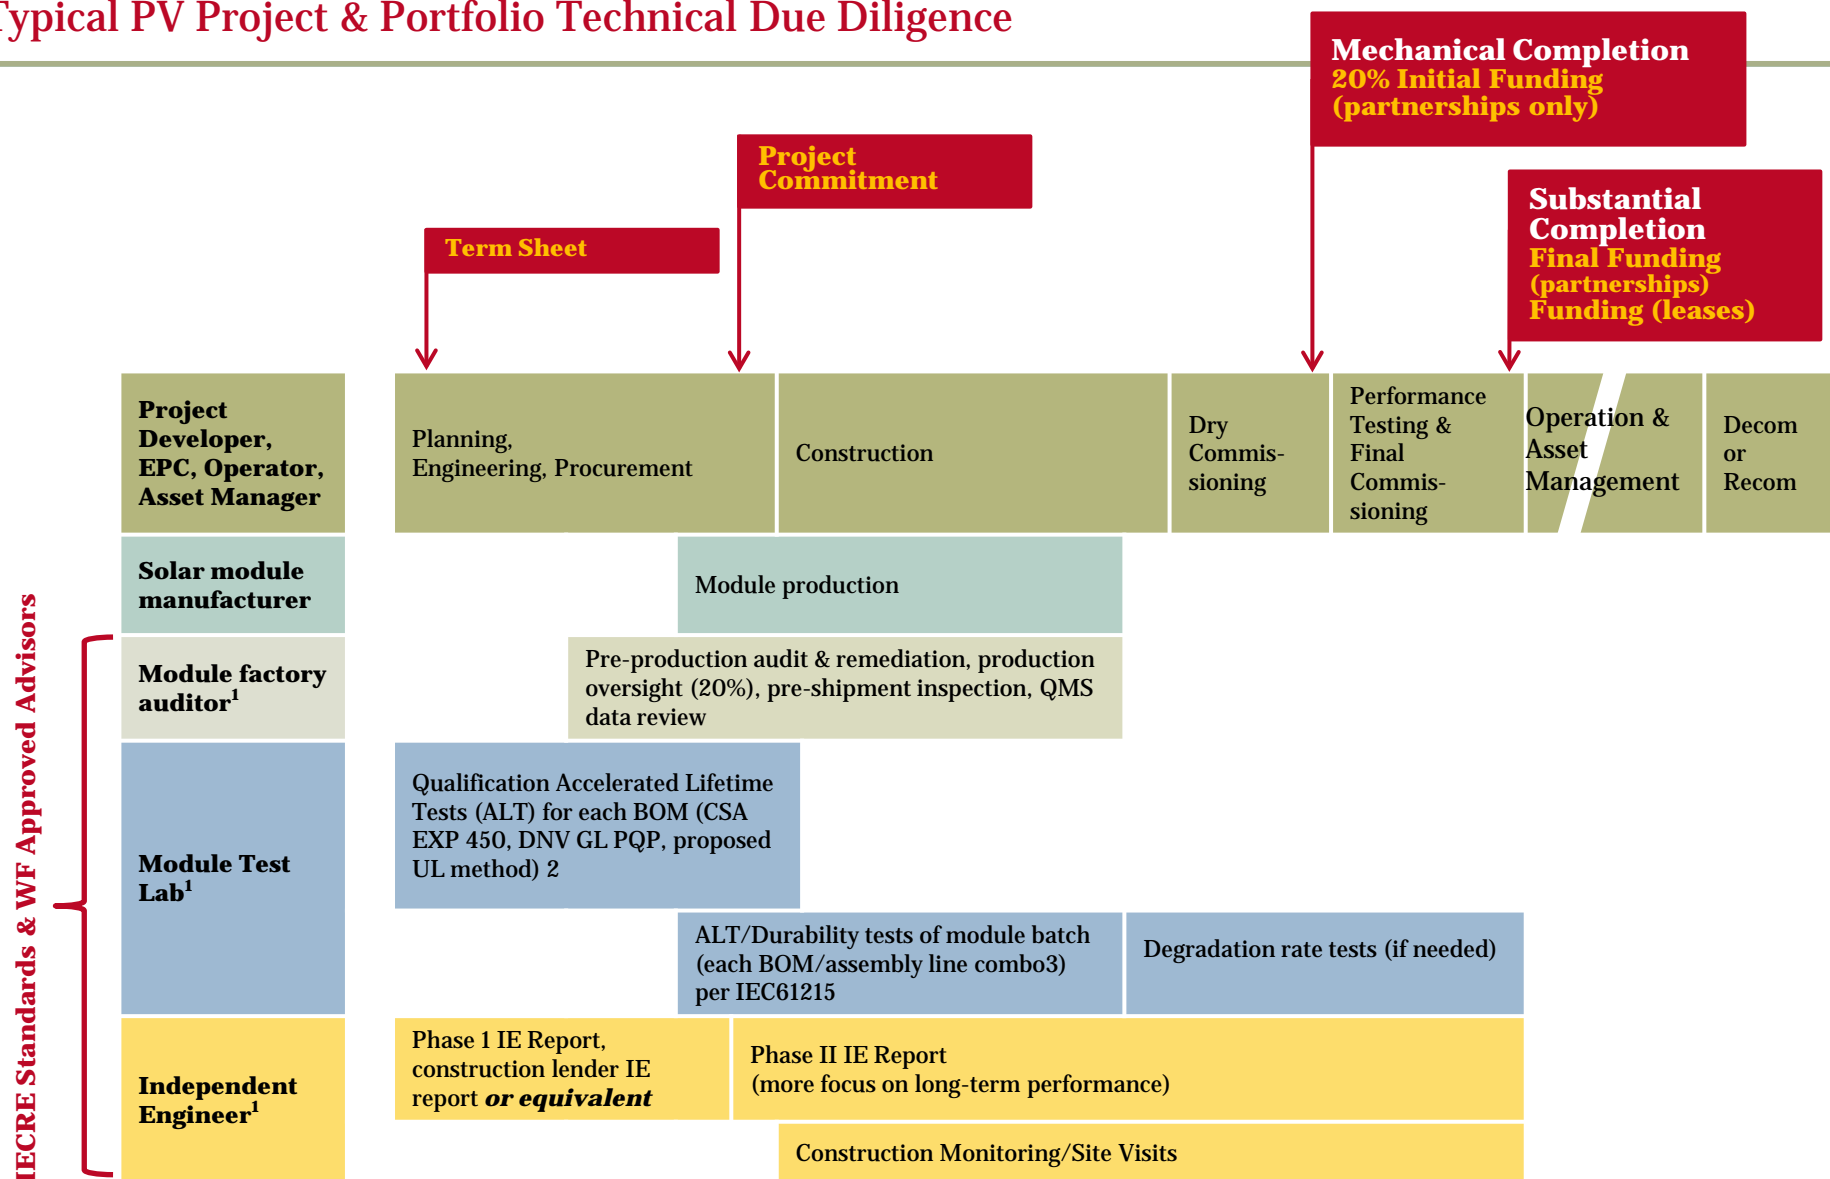 Typical PV Project & Portfolio Technical Due Diligence
Mechanical Completion
20% Initial Funding
(partnerships only)
Project
Commitment
Substantial
Completion
Final Funding
(partnerships)
Funding (leases)
Term Sheet
Project
Developer,
EPC, Operator,
Asset Manager
Planning,
Engineering, Procurement
Construction
Dry
Commis-
sioning
Performance
Testing &
Final
Commis-
sioning
Operation &
Asset
Management
Decom
or
Recom
Solar module
manufacturer
Module production
IECRE Standards & WF Approved Advisors
Module factory
auditor1
Pre-production audit & remediation, production
oversight (20%), pre-shipment inspection, QMS
data review
Module Test
Lab1
Qualification Accelerated Lifetime
Tests (ALT) for each BOM (CSA
EXP 450, DNV GL PQP, proposed
UL method) 2
ALT/Durability tests of module batch
(each BOM/assembly line combo3)
per IEC61215
Degradation rate tests (if needed)
Independent
Engineer1
Phase 1 IE Report,
construction lender IE
report or equivalent
Phase II IE Report
(more focus on long-term performance)
Construction Monitoring/Site Visits